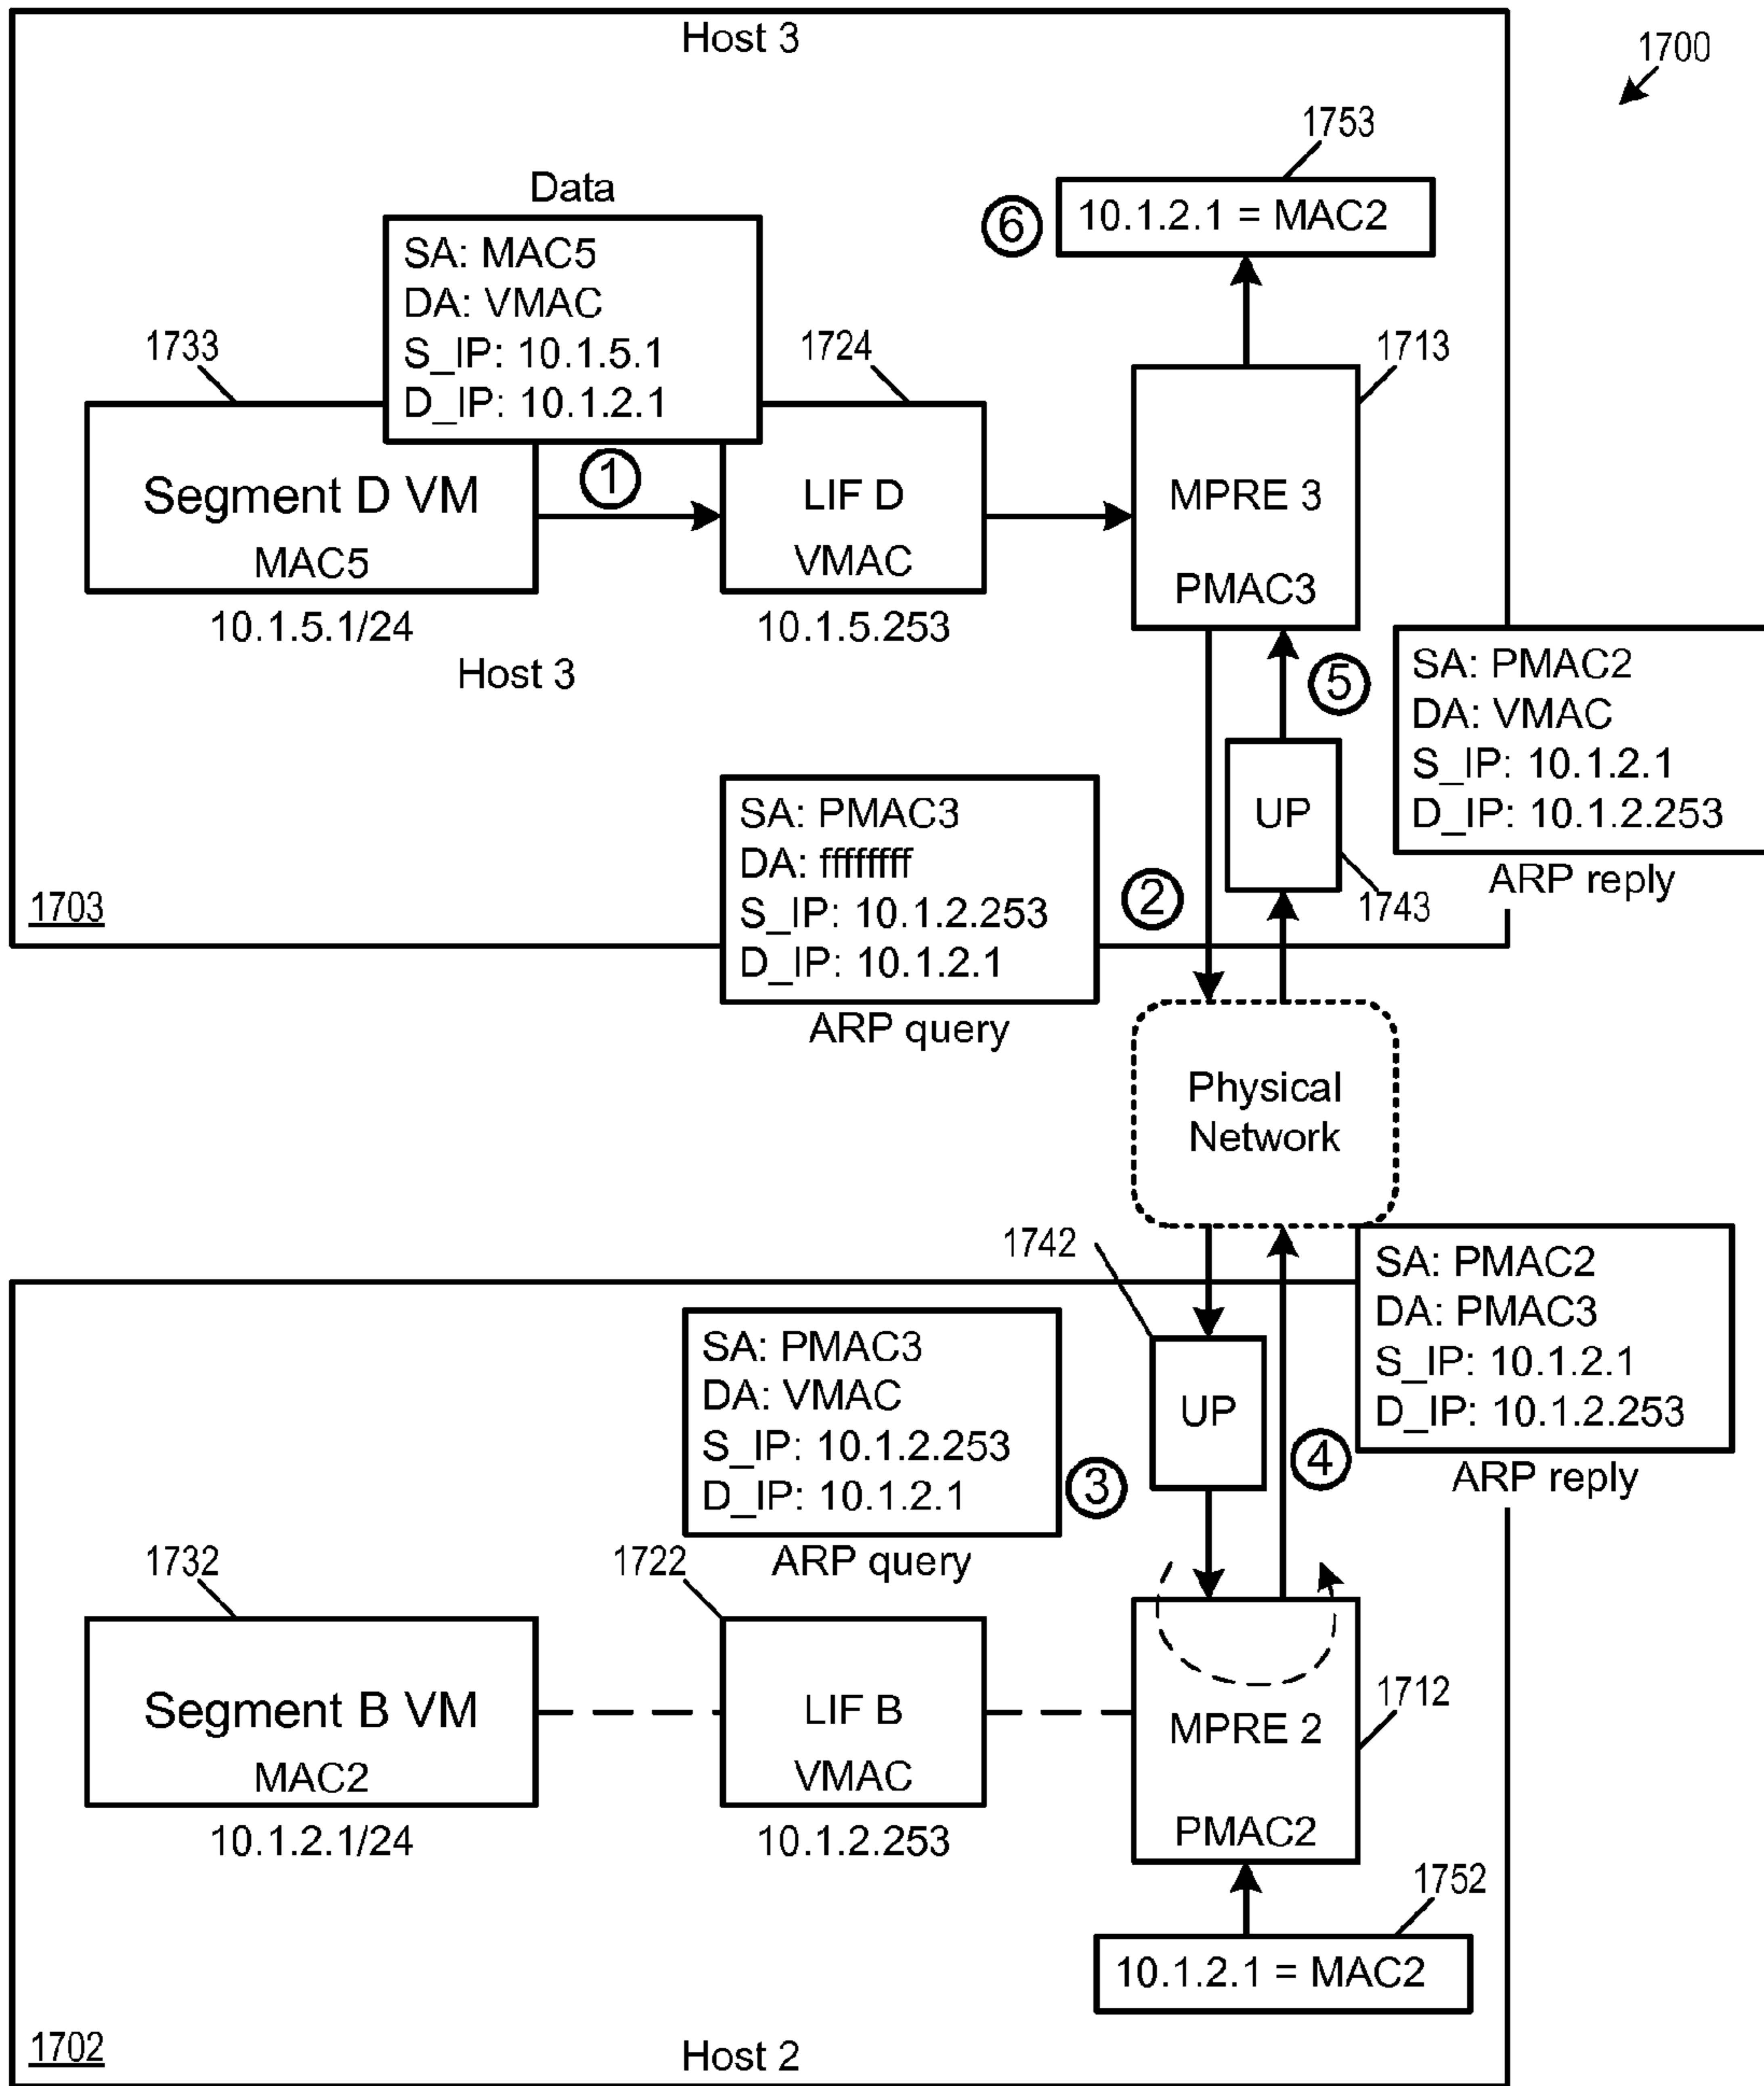 Host 3
1700
1753
Data
6
10.1.2.1 = MAC2
SA: MAC5
DA: VMAC
S_IP: 10.1.5.1
D_IP: 10.1.2.1
1733
1724
1713
1
Segment D VM
MAC5
10.1.5.1/24
LIF D
VMAC
10.1.5.253
MPRE 3
PMAC3
Host 3
5
SA: PMAC2
DA: VMAC
S_IP: 10.1.2.1
D_IP: 10.1.2.253
ARP reply
UP
1743
SA: PMAC3
DA: ffffffff
S_IP: 10.1.2.253
D_IP: 10.1.2.1
ARP query
2
1703
Physical
Network
1742
SA: PMAC2
DA: PMAC3
S_IP: 10.1.2.1
D_IP: 10.1.2.253
ARP reply
SA: PMAC3
DA: VMAC
S_IP: 10.1.2.253
D_IP: 10.1.2.1
ARP query
3
UP
4
1732
1722
1712
Segment B VM
MAC2
10.1.2.1/24
LIF B
VMAC
10.1.2.253
MPRE 2
PMAC2
1752
10.1.2.1 = MAC2
1702
Host 2